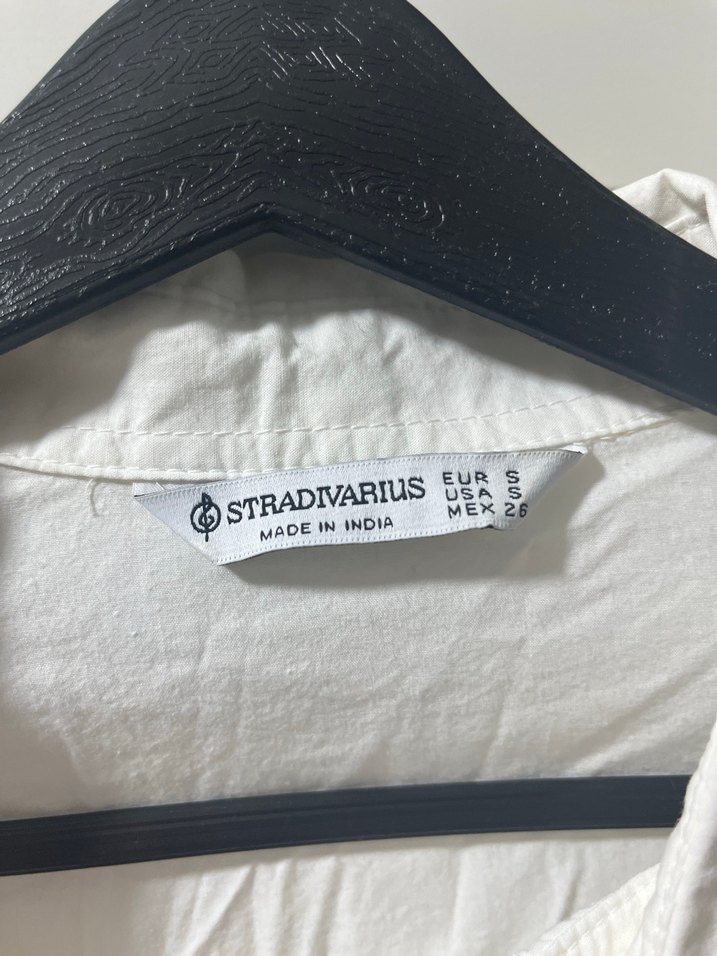 STRADIVARIUS
MADE IN INDIA
EUR S
USA S
MEX 26